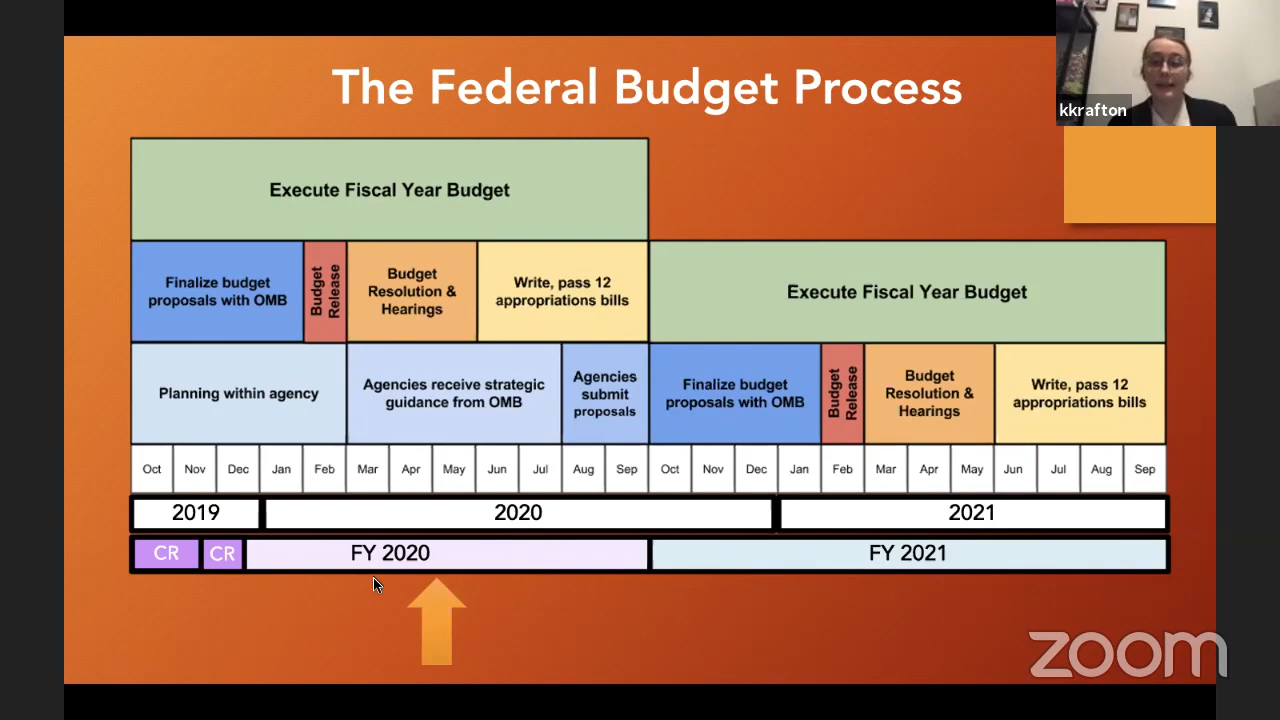 The Federal Budget Process
kkrafton
Execute Fiscal Year Budget
Finalize budget
proposals with OMB
Budget
Release
Budget
Resolution &
Hearings
Write, pass 12
appropriations bills
Execute Fiscal Year Budget
Planning within agency
Agencies receive strategic
guidance from OMB
Agencies
submit
proposals
Finalize budget
proposals with OMB
Budget
Release
Budget
Resolution &
Hearings
Write, pass 12
appropriations bills
Oct Nov Dec Jan Feb Mar Apr May Jun Jul Aug Sep Oct Nov Dec Jan Feb Mar Apr May Jun Jul Aug Sep
2019 2020 2021
CR CR FY 2020 FY 2021
zoom